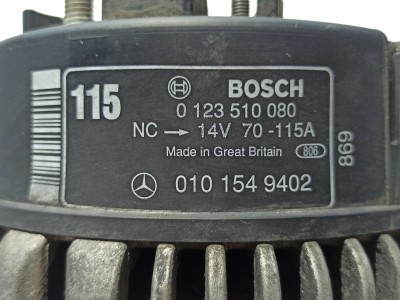 115
BOSCH
0 123 510 080
NC → 14V 70 -115A
Made in Great Britain 806
010 154 9402
869